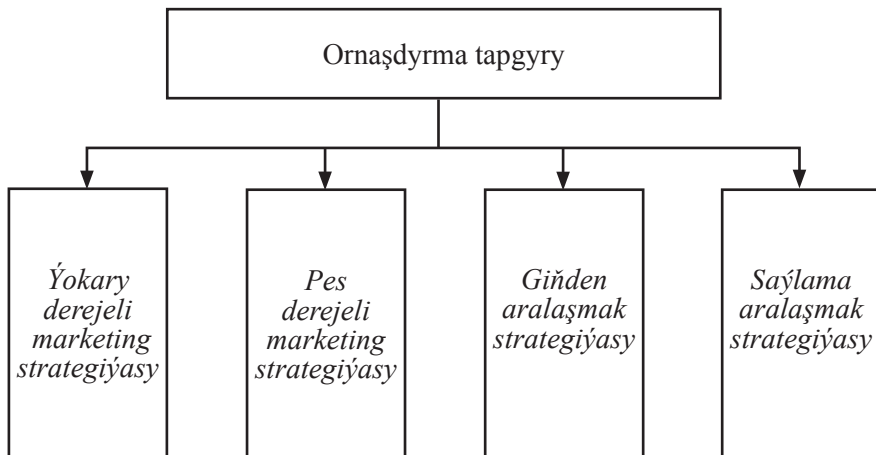 Ornaşdyrma tapgyry
Ýokary
derejeli
marketing
strategiýasy
Pes
derejeli
marketing
strategiýasy
Giňden
aralaşmak
strategiýasy
Saýlama
aralaşmak
strategiýasy